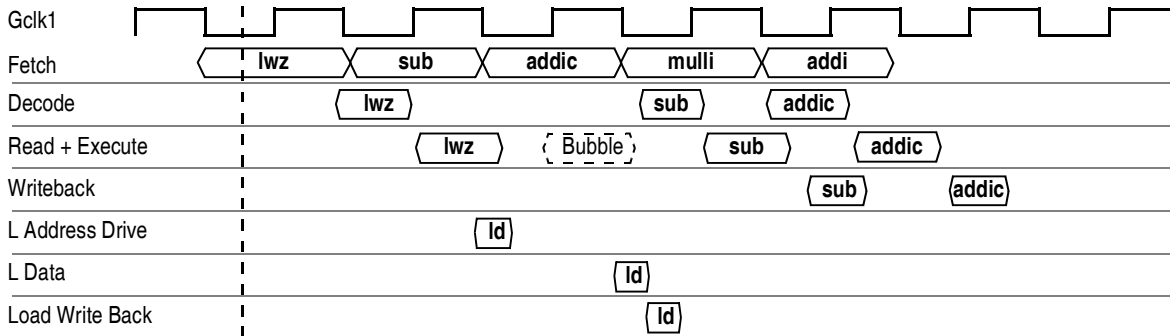 Gclk1
Fetch lwz sub addic mulli addi
Decode lwz sub addic
Read + Execute lwz Bubble sub addic
Writeback sub addic
L Address Drive ld
L Data ld
Load Write Back ld